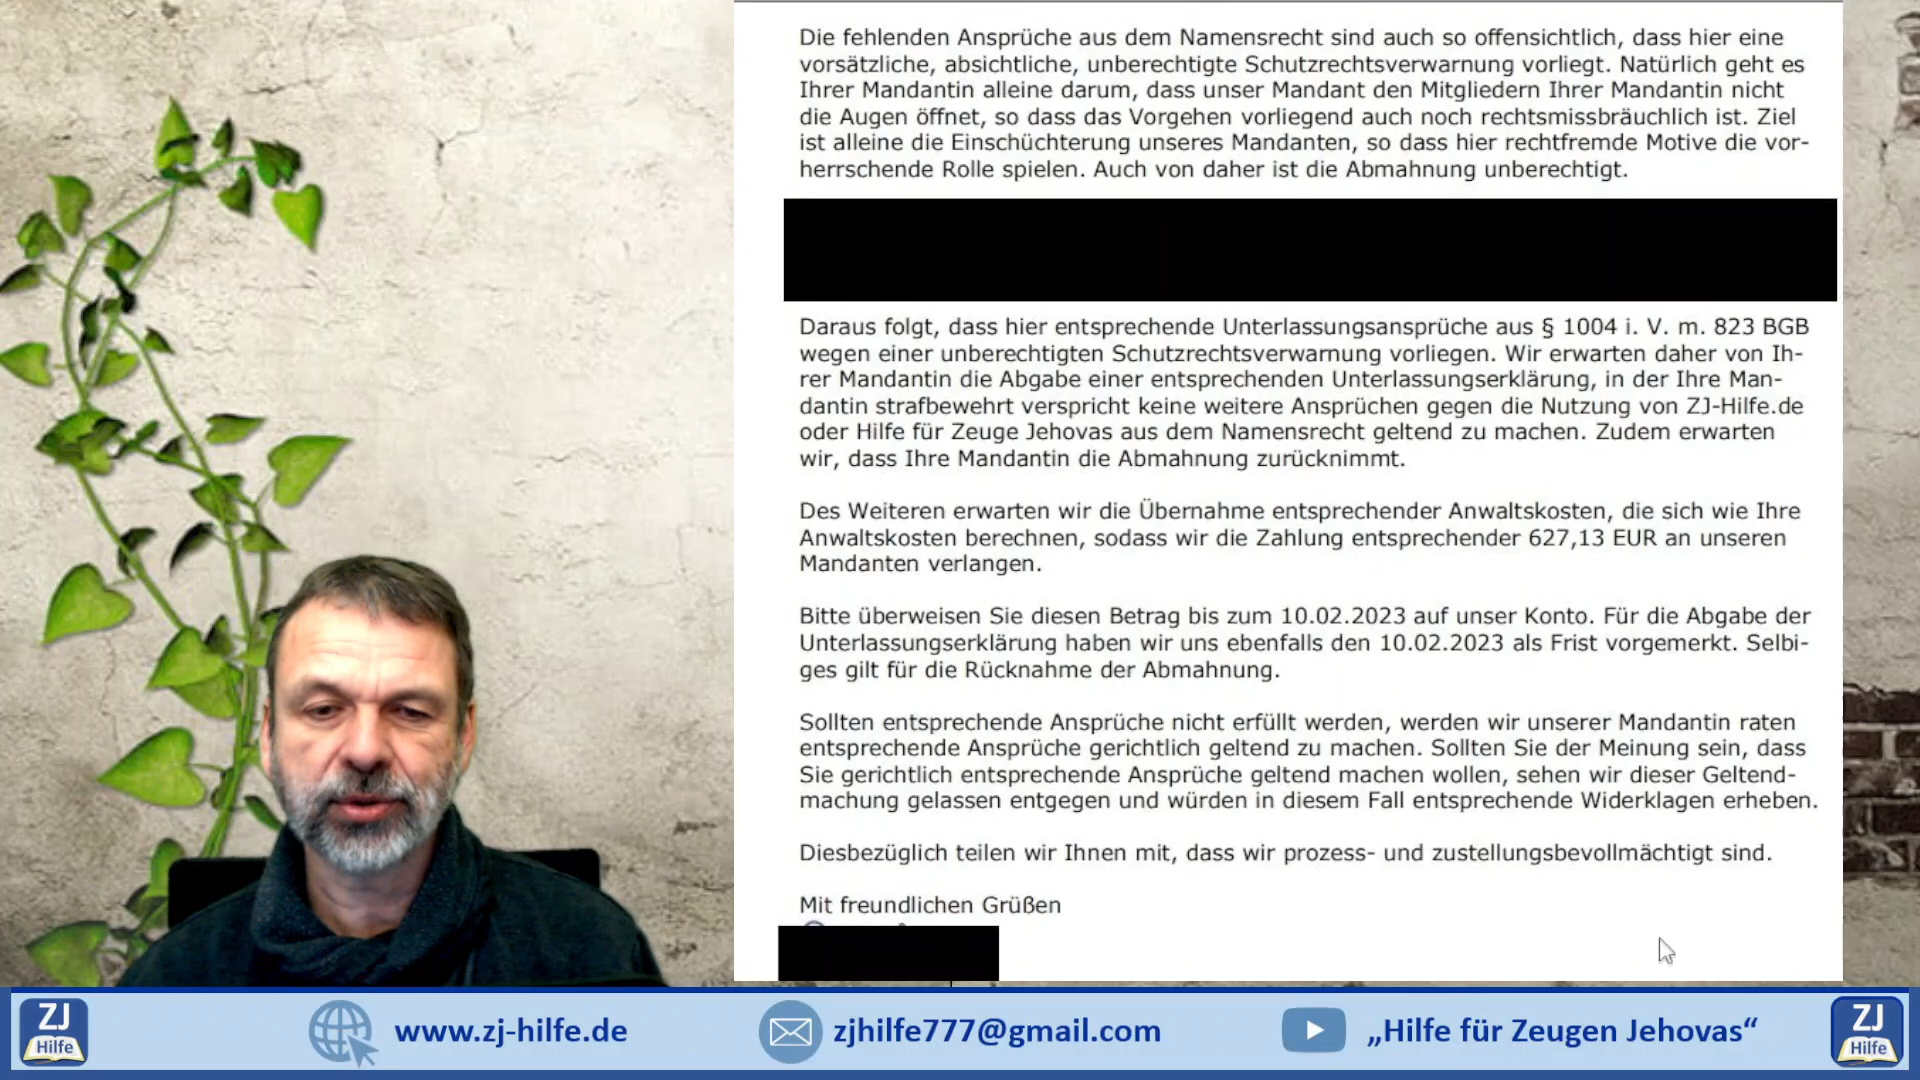 Die fehlenden Ansprüche aus dem Namensrecht sind auch so offensichtlich, dass hier eine
vorsätzliche, absichtliche, unberechtigte Schutzrechtsverwarnung vorliegt. Natürlich geht es
Ihrer Mandantin alleine darum, dass unser Mandant den Mitgliedern Ihrer Mandantin nicht
die Augen öffnet, so dass das Vorgehen vorliegend auch noch rechtsmissbräuchlich ist. Ziel
ist alleine die Einschüchterung unseres Mandanten, so dass hier rechtfremde Motive die vor-
herrschende Rolle spielen. Auch von daher ist die Abmahnung unberechtigt.
Daraus folgt, dass hier entsprechende Unterlassungsansprüche aus § 1004 i. V. m. 823 BGB
wegen einer unberechtigten Schutzrechtsverwarnung vorliegen. Wir erwarten daher von Ih-
rer Mandantin die Abgabe einer entsprechenden Unterlassungserklärung, in der Ihre Man-
dantin strafbewehrt verspricht keine weitere Ansprüchen gegen die Nutzung von ZJ-Hilfe.de
oder Hilfe für Zeuge Jehovas aus dem Namensrecht geltend zu machen. Zudem erwarten
wir, dass Ihre Mandantin die Abmahnung zurücknimmt.
Des Weiteren erwarten wir die Übernahme entsprechender Anwaltskosten, die sich wie Ihre
Anwaltskosten berechnen, sodass wir die Zahlung entsprechender 627,13 EUR an unseren
Mandanten verlangen.
Bitte überweisen Sie diesen Betrag bis zum 10.02.2023 auf unser Konto. Für die Abgabe der
Unterlassungserklärung haben wir uns ebenfalls den 10.02.2023 als Frist vorgemerkt. Selbi-
ges gilt für die Rücknahme der Abmahnung.
Sollten entsprechende Ansprüche nicht erfüllt werden, werden wir unserer Mandantin raten
entsprechende Ansprüche gerichtlich geltend zu machen. Sollten Sie der Meinung sein, dass
Sie gerichtlich entsprechende Ansprüche geltend machen wollen, sehen wir dieser Geltend-
machung gelassen entgegen und würden in diesem Fall entsprechende Widerklagen erheben.
Diesbezüglich teilen wir Ihnen mit, dass wir prozess- und zustellungsbevollmächtigt sind.
Mit freundlichen Grüßen
ZJ
Hilfe
www.zj-hilfe.de
zjhilfe777@gmail.com
„Hilfe für Zeugen Jehovas“
ZJ
Hilfe